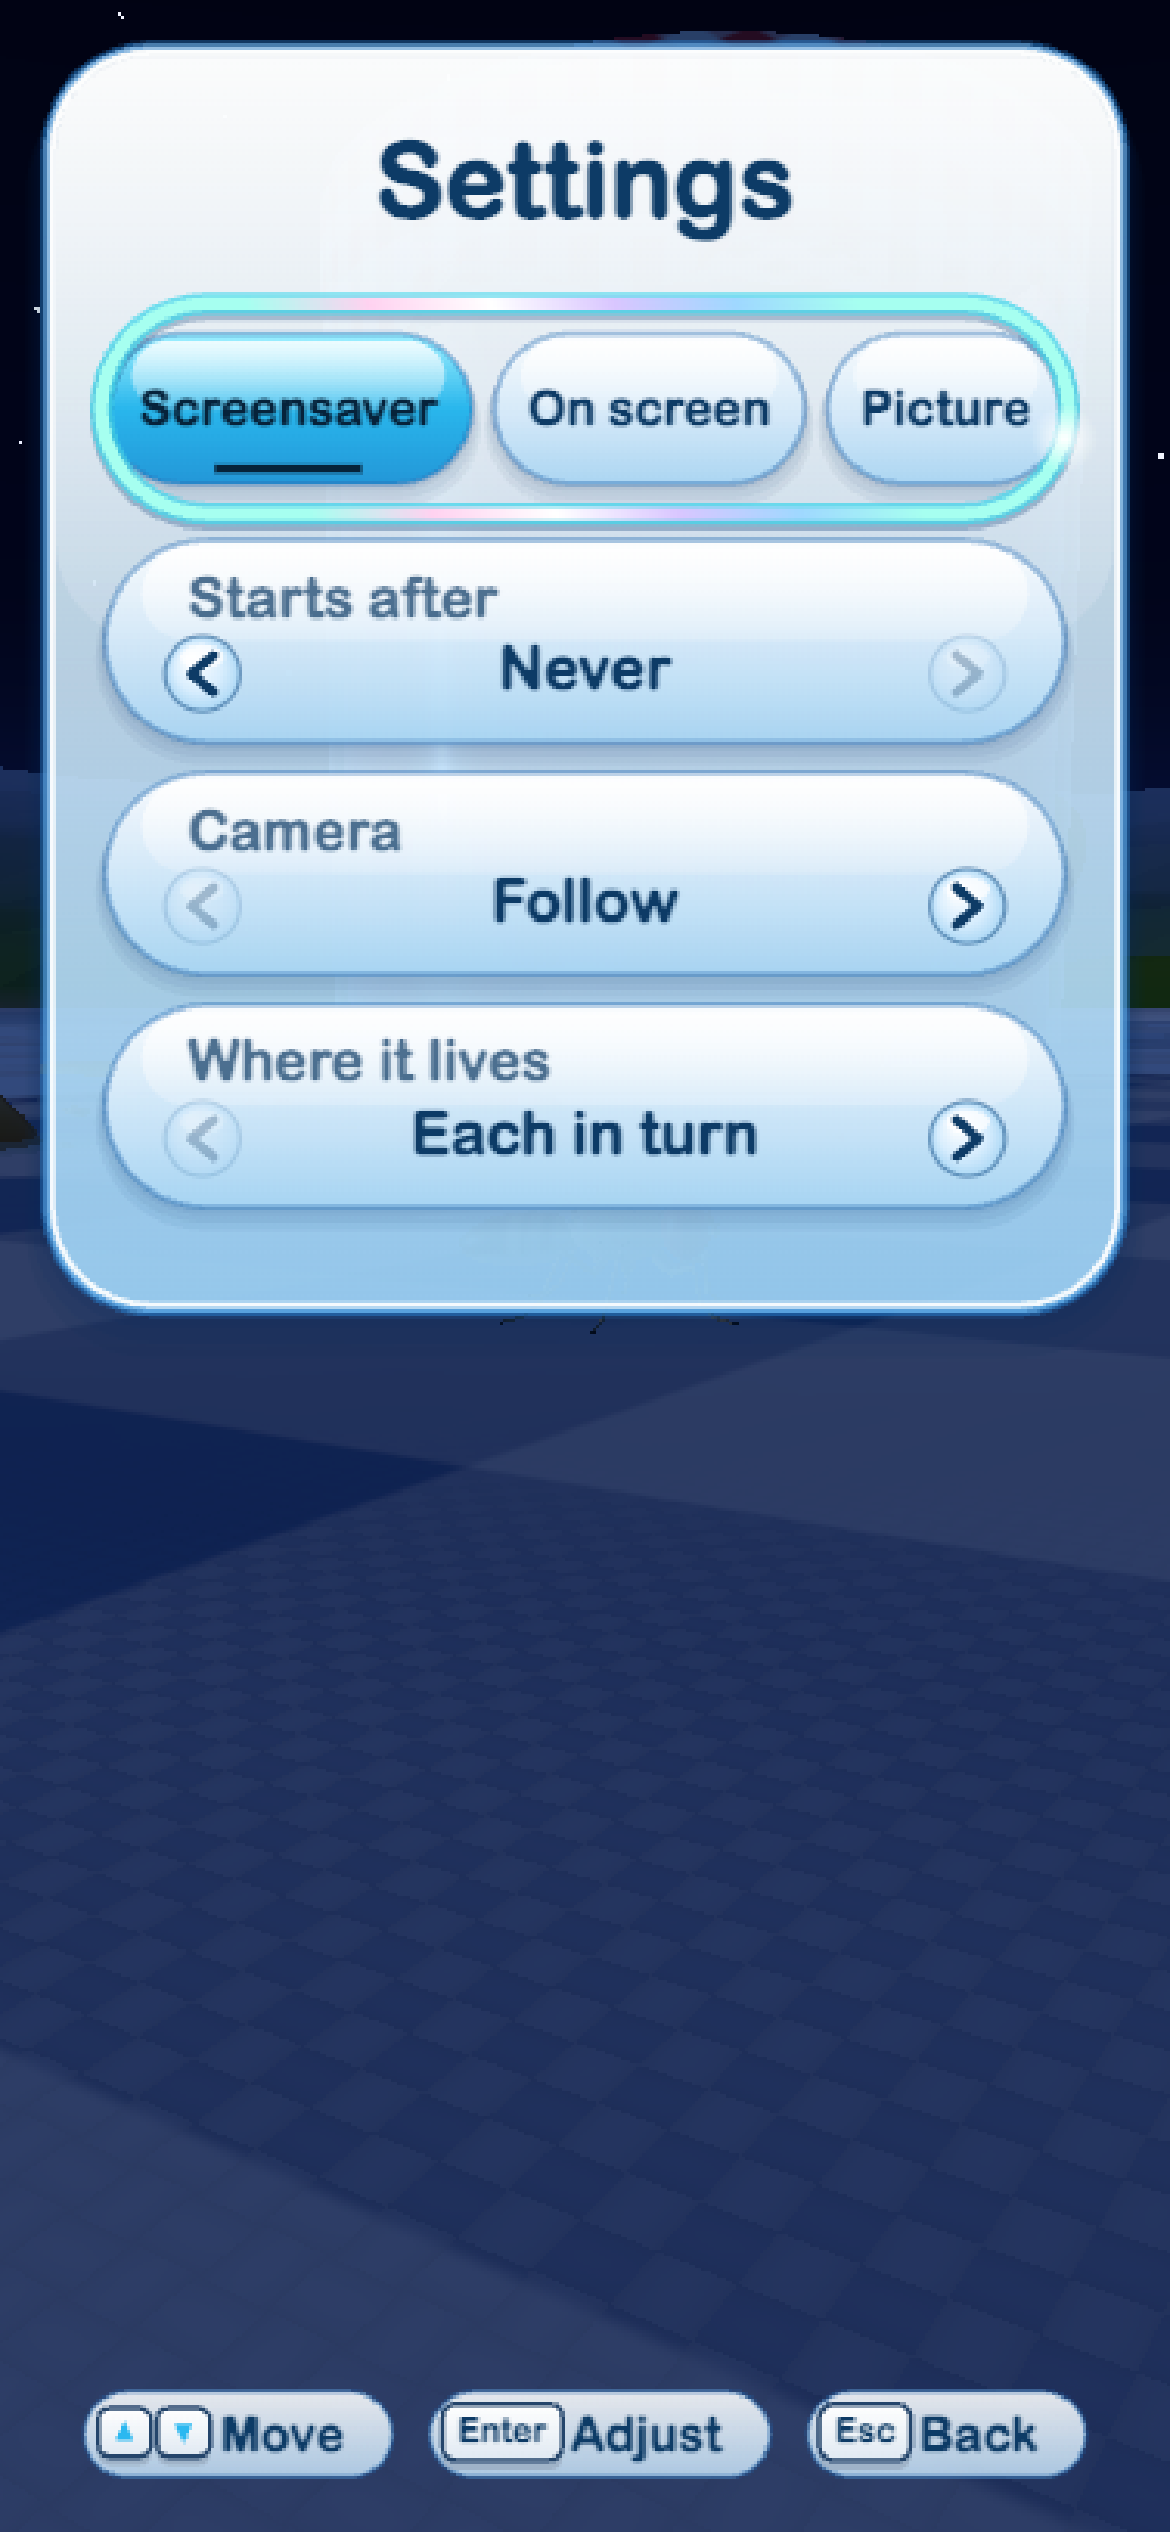 Settings
Screensaver On screen Picture
Starts after
Never
Camera
Follow
Where it lives
Each in turn
Move Enter Adjust Esc Back